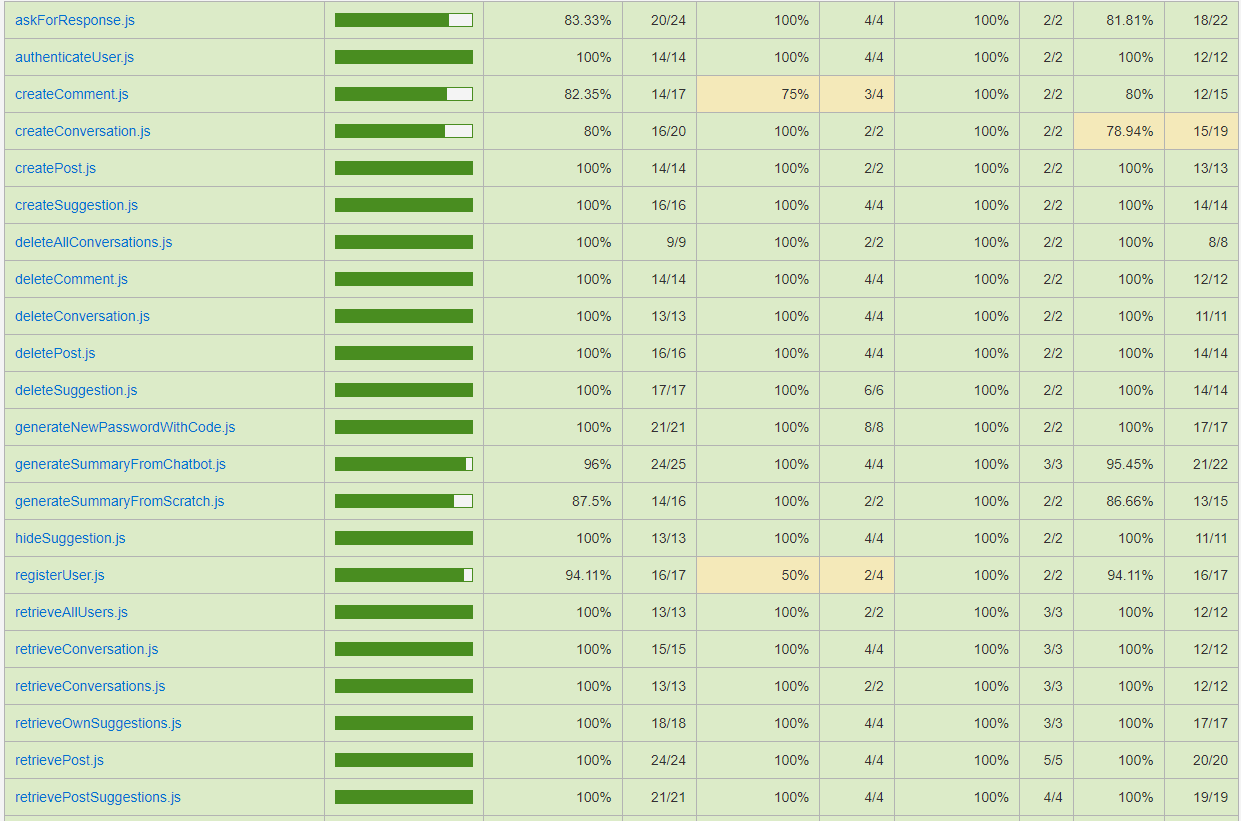 askForResponse.js 83.33% 20/24 100% 4/4 100% 2/2 81.81% 18/22
authenticateUser.js 100% 14/14 100% 4/4 100% 2/2 100% 12/12
createComment.js 82.35% 14/17 75% 3/4 100% 2/2 80% 12/15
createConversation.js 80% 16/20 100% 2/2 100% 2/2 78.94% 15/19
createPost.js 100% 14/14 100% 2/2 100% 2/2 100% 13/13
createSuggestion.js 100% 16/16 100% 4/4 100% 2/2 100% 14/14
deleteAllConversations.js 100% 9/9 100% 2/2 100% 2/2 100% 8/8
deleteComment.js 100% 14/14 100% 4/4 100% 2/2 100% 12/12
deleteConversation.js 100% 13/13 100% 4/4 100% 2/2 100% 11/11
deletePost.js 100% 16/16 100% 4/4 100% 2/2 100% 14/14
deleteSuggestion.js 100% 17/17 100% 6/6 100% 2/2 100% 14/14
generateNewPasswordWithCode.js 100% 21/21 100% 8/8 100% 2/2 100% 17/17
generateSummaryFromChatbot.js 96% 24/25 100% 4/4 100% 3/3 95.45% 21/22
generateSummaryFromScratch.js 87.5% 14/16 100% 2/2 100% 2/2 86.66% 13/15
hideSuggestion.js 100% 13/13 100% 4/4 100% 2/2 100% 11/11
registerUser.js 94.11% 16/17 50% 2/4 100% 2/2 94.11% 16/17
retrieveAllUsers.js 100% 13/13 100% 2/2 100% 3/3 100% 12/12
retrieveConversation.js 100% 15/15 100% 4/4 100% 3/3 100% 12/12
retrieveConversations.js 100% 13/13 100% 2/2 100% 3/3 100% 12/12
retrieveOwnSuggestions.js 100% 18/18 100% 4/4 100% 3/3 100% 17/17
retrievePost.js 100% 24/24 100% 4/4 100% 5/5 100% 20/20
retrievePostSuggestions.js 100% 21/21 100% 4/4 100% 4/4 100% 19/19